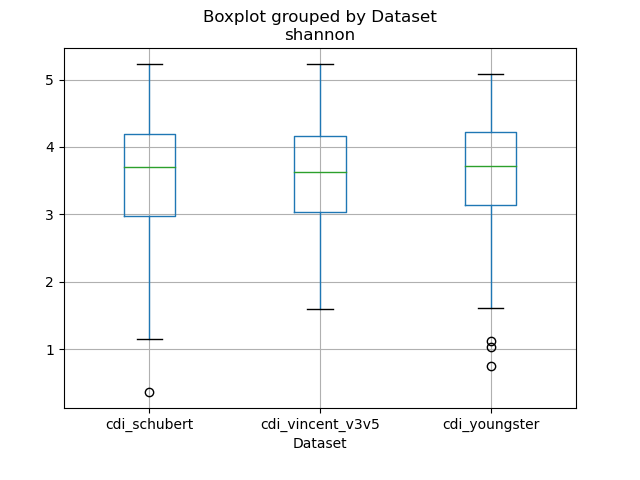 Boxplot grouped by Dataset
shannon
5
4
3
2
1
cdi_schubert
cdi_vincent_v3v5
cdi_youngster
Dataset